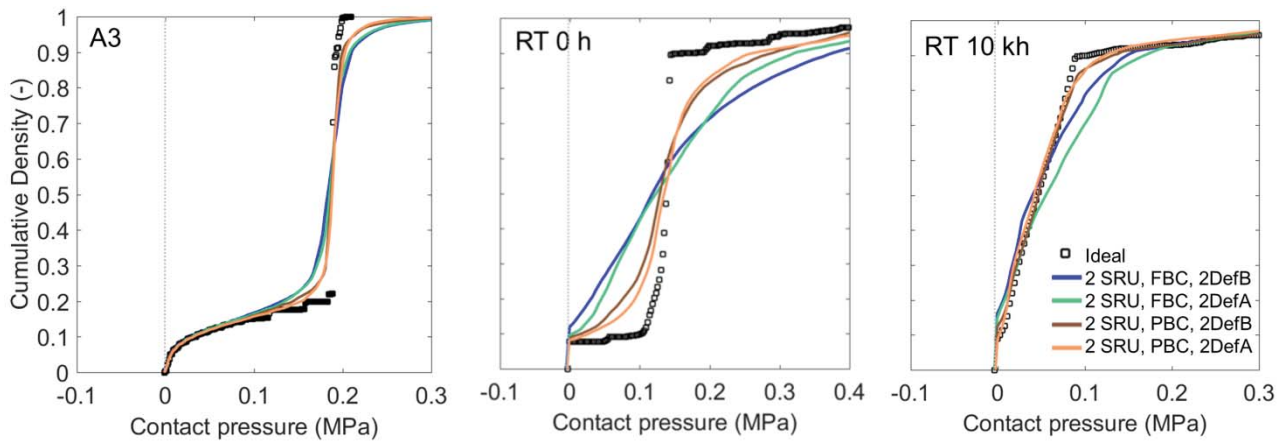 A3
RT 0 h
RT 10 kh
Cumulative Density (-)
1
0.9
0.8
0.7
0.6
0.5
0.4
0.3
0.2
0.1
0
-0.1 0 0.1 0.2 0.3
Contact pressure (MPa)
-0.1 0 0.1 0.2 0.3 0.4
Contact pressure (MPa)
Ideal
2 SRU, FBC, 2DefB
2 SRU, FBC, 2DefA
2 SRU, PBC, 2DefB
2 SRU, PBC, 2DefA
-0.1 0 0.1 0.2 0.3
Contact pressure (MPa)